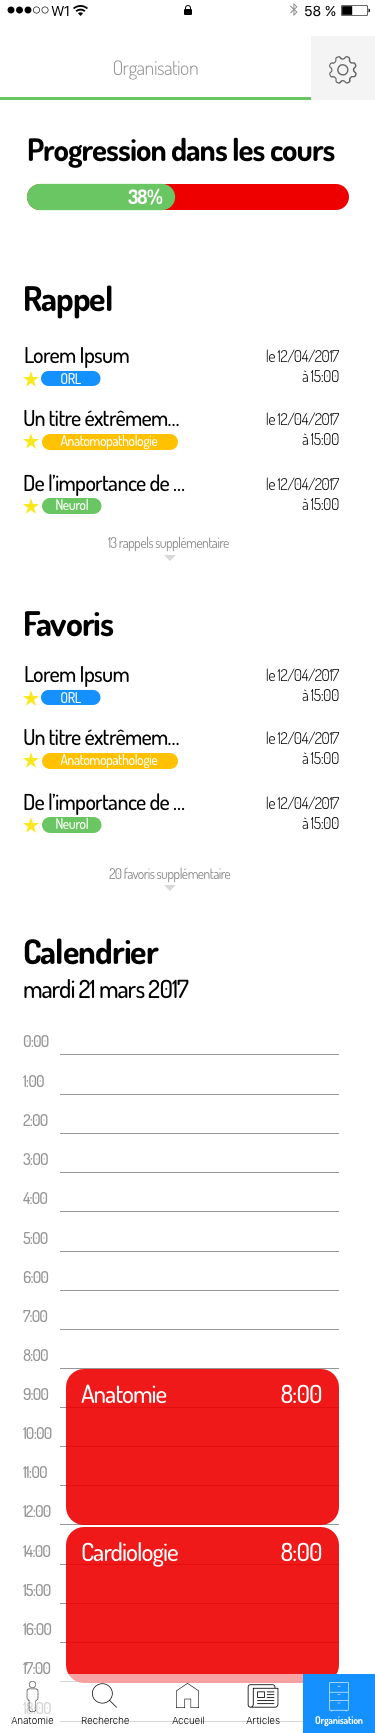 W1 58 %
Organisation
Progression dans les cours
38%
Rappel
Lorem Ipsum le 12/04/2017
ORL à 15:00
Un titre éxtrêmem... le 12/04/2017
Anatomopathologie à 15:00
De l'importance de ... le 12/04/2017
Neurol à 15:00
13 rappels supplémentaire
Favoris
Lorem Ipsum le 12/04/2017
ORL à 15:00
Un titre éxtrêmem... le 12/04/2017
Anatomopathologie à 15:00
De l'importance de ... le 12/04/2017
Neurol à 15:00
20 favoris supplémentaire
Calendrier
mardi 21 mars 2017
0:00
1:00
2:00
3:00
4:00
5:00
6:00
7:00
8:00
9:00 Anatomie 8:00
10:00
11:00
12:00
14:00 Cardiologie 8:00
15:00
16:00
17:00
18:00
Anatomie Recherche Accueil Articles Organisation